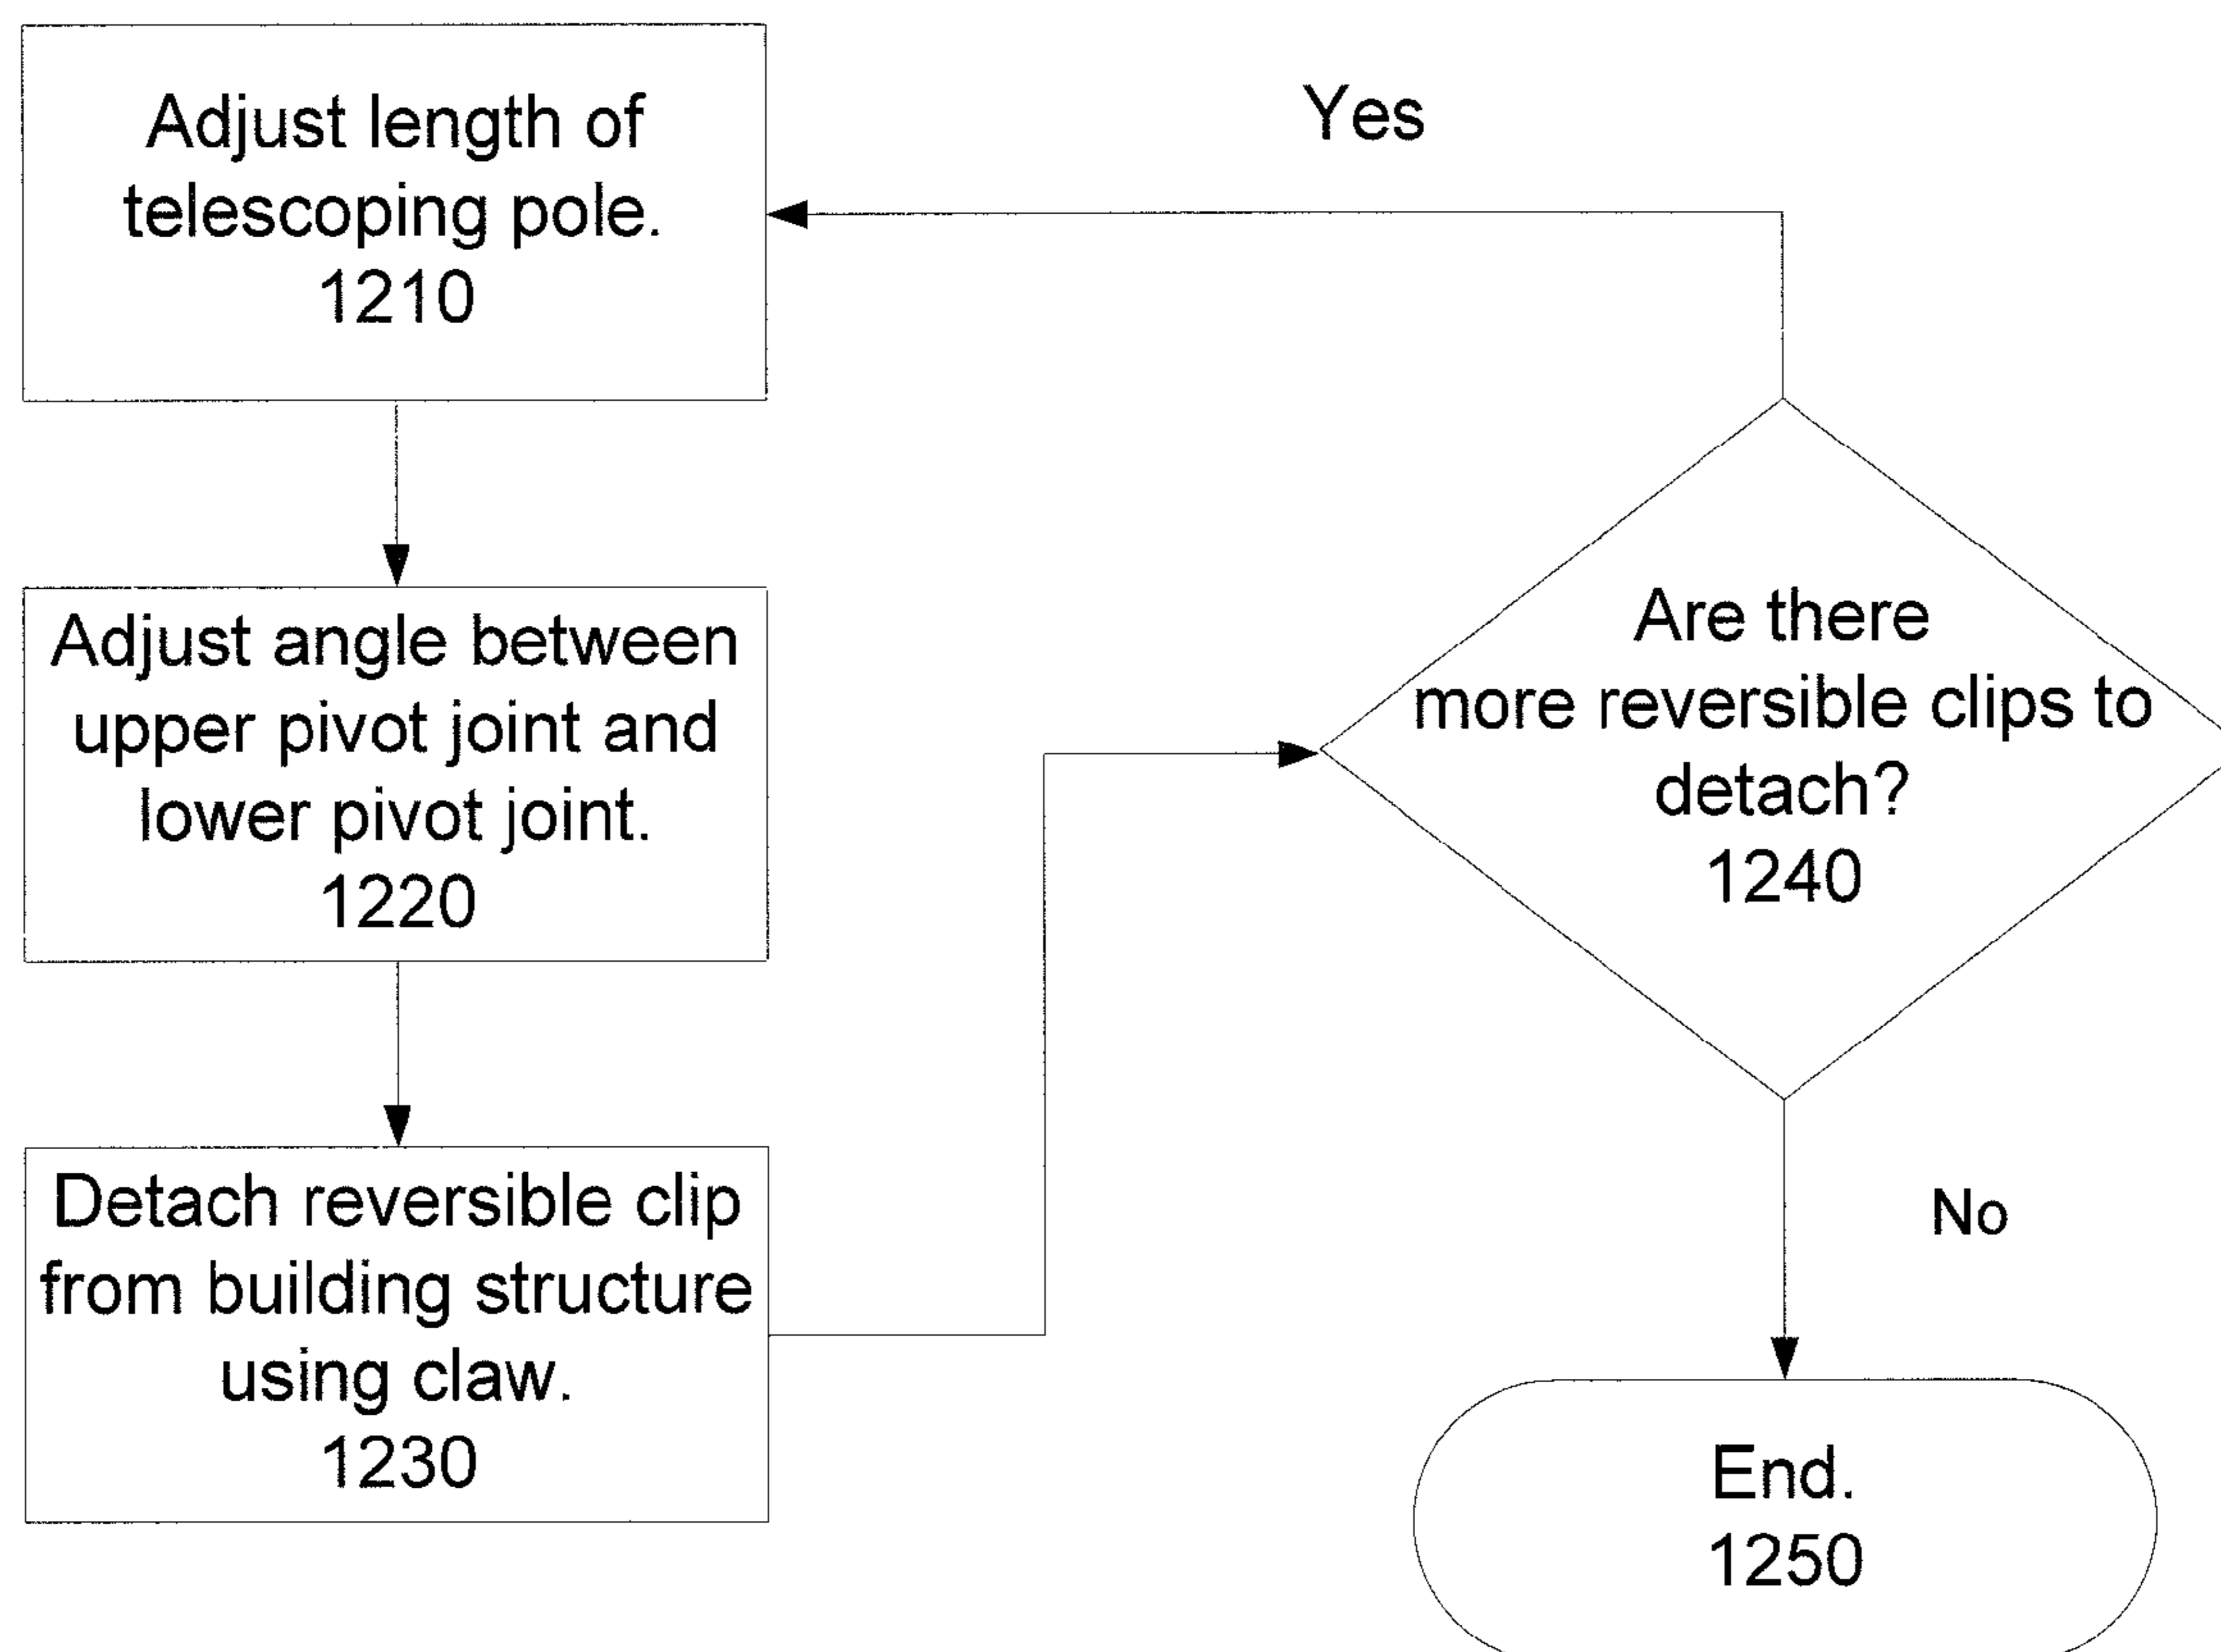 Adjust length of
telescoping pole.
1210
Yes
Adjust angle between
upper pivot joint and
lower pivot joint.
1220
Are there
more reversible clips to
detach?
1240
Detach reversible clip
from building structure
using claw.
1230
No
End.
1250